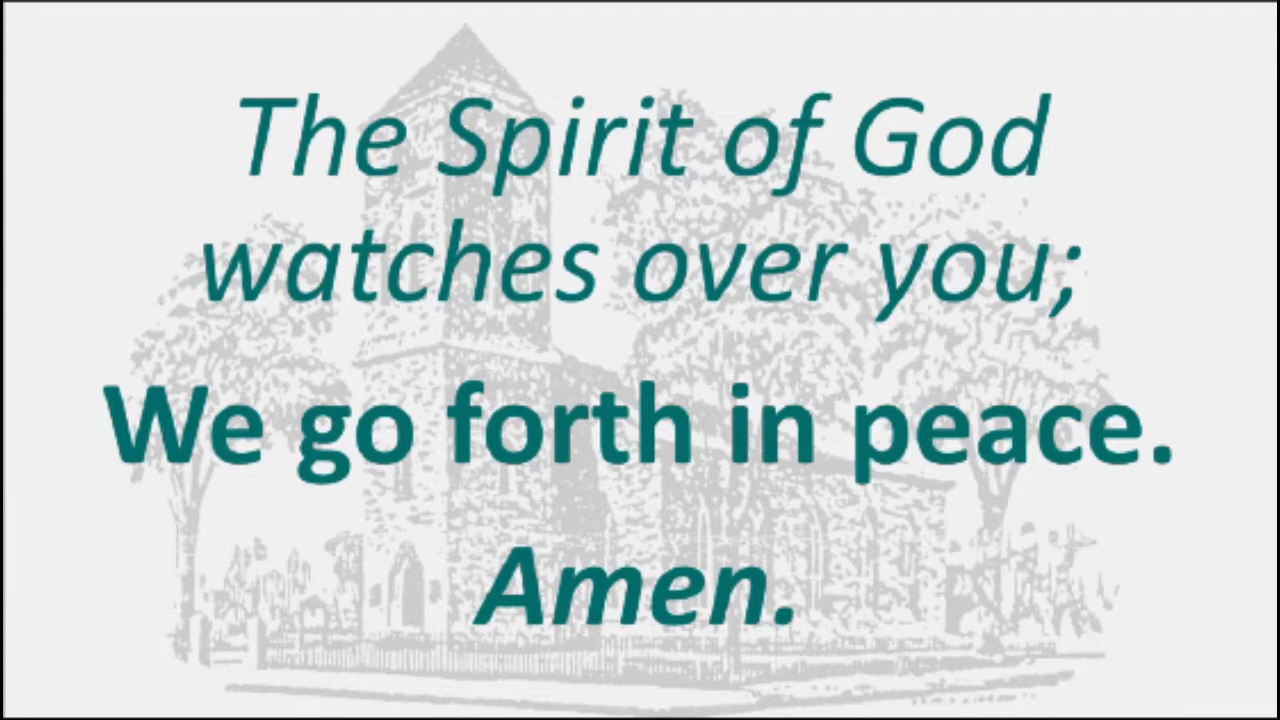 The Spirit of God
watches over you;
We go forth in peace.
Amen.